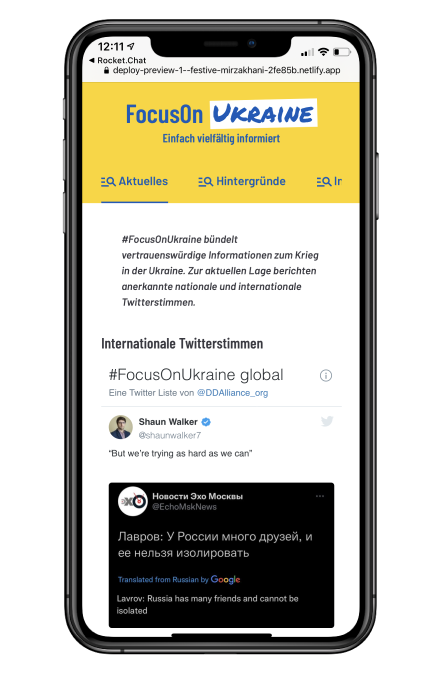 12:11
Rocket.Chat
deploy-preview-1--festive-mirzakhani-2fe85b.netlify.app
FocusOn UKRAINE
Einfach vielfältig informiert
Aktuelles Hintergründe
#FocusOnUkraine bündelt
vertrauenswürdige Informationen zum Krieg
in der Ukraine. Zur aktuellen Lage berichten
anerkannte nationale und internationale
Twitterstimmen.
Internationale Twitterstimmen
#FocusOnUkraine global
Eine Twitter Liste von @DDAlliance_org
Shaun Walker
@shaunwalker7
“But we’re trying as hard as we can”
Новости Эхо Москвы
@EchoMskNews
Лавров: У России много друзей, и
ее нельзя изолировать
Translated from Russian by Google
Lavrov: Russia has many friends and cannot be
isolated